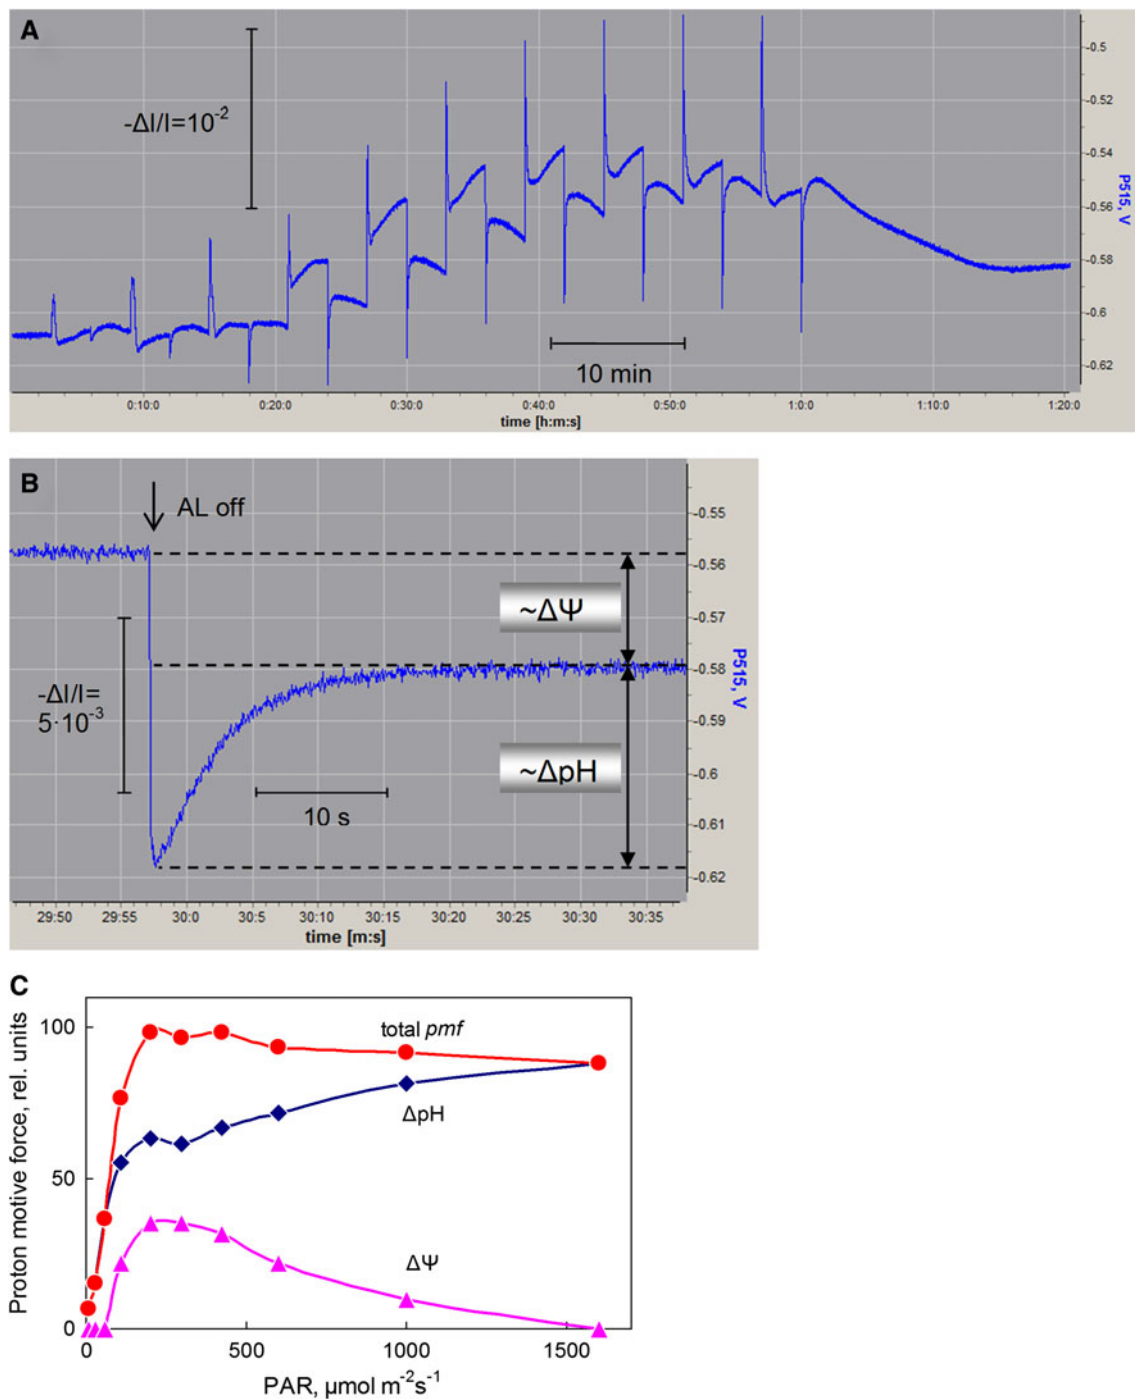 A
-ΔI/I=10⁻²
10 min
-0.5
-0.52
-0.54
-0.56
-0.58
-0.6
-0.62
P515, V
0:10:0 0:20:0 0:30:0 0:40:0 0:50:0 1:0:0 1:10:0 1:20:0
time [h:m:s]
B
AL off
~ΔΨ
-ΔI/I=
5·10⁻³
~ΔpH
10 s
-0.55
-0.56
-0.57
-0.58
-0.59
-0.6
-0.61
-0.62
P515, V
29:50 29:55 30:0 30:5 30:10 30:15 30:20 30:25 30:30 30:35
time [m:s]
C
Proton motive force, rel. units
100
50
0
total pmf
ΔpH
ΔΨ
0 500 1000 1500
PAR, µmol m⁻²s⁻¹